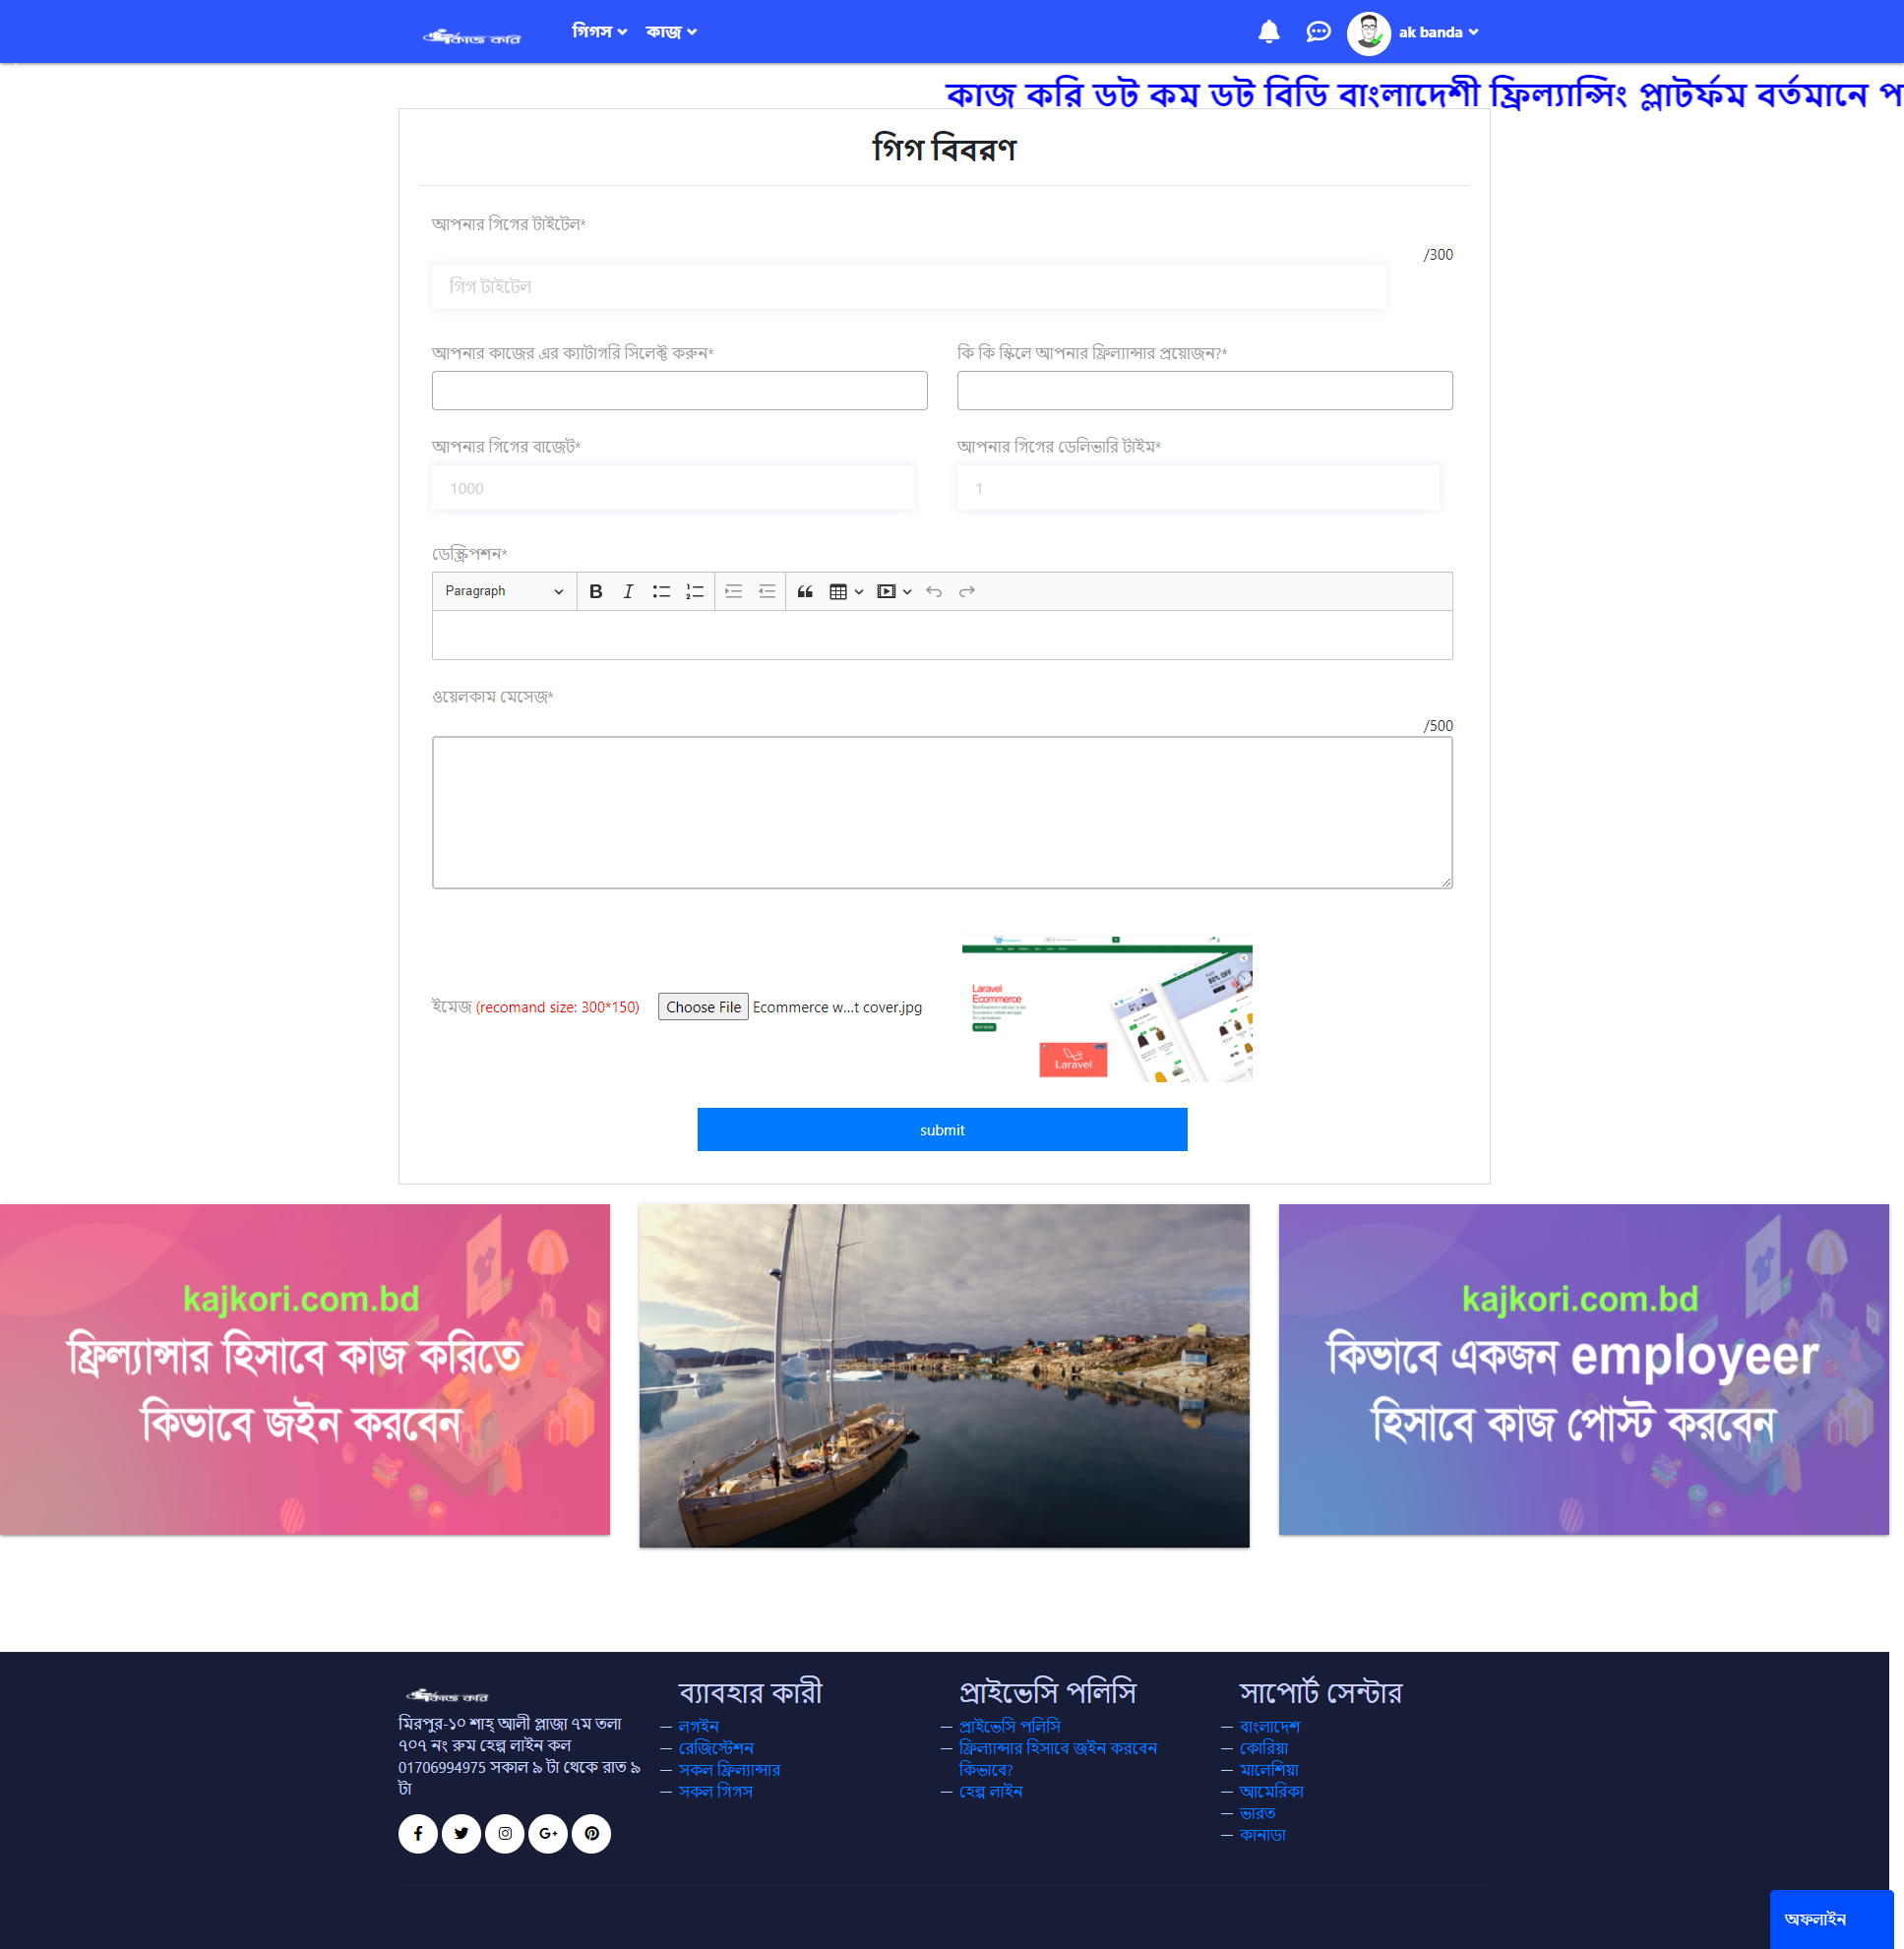 কাজ করি
গিগস
কাজ
ak banda
কাজ করি ডট কম ডট বিডি বাংলাদেশী ফ্রিল্যান্সিং প্লাটর্ফম বর্তমানে প
গিগ বিবরণ
আপনার গিগের টাইটেল*
/300
গিগ টাইটেল
আপনার কাজের এর ক্যাটাগরি সিলেক্ট করুন*
কি কি স্কিলে আপনার ফ্রিল্যান্সার প্রয়োজন?*
আপনার গিগের বাজেট*
আপনার গিগের ডেলিভারি টাইম*
1000
1
ডেস্ক্রিপশন*
Paragraph
ওয়েলকাম মেসেজ*
/500
ইমেজ (recomand size: 300*150)
Choose File Ecommerce w...t cover.jpg
Laravel
Ecommerce
80% OFF
Laravel
submit
kajkori.com.bd
ফ্রিল্যান্সার হিসাবে কাজ করিতে
কিভাবে জইন করবেন
kajkori.com.bd
কিভাবে একজন employeer
হিসাবে কাজ পোস্ট করবেন
কাজ করি
মিরপুর-১০ শাহ্ আলী প্লাজা ৭ম তলা
৭০৭ নং রুম হেল্প লাইন কল
01706994975 সকাল ৯ টা থেকে রাত ৯
টা
ব্যাবহার কারী
লগইন
রেজিস্টেশন
সকল ফ্রিল্যান্সার
সকল গিগস
প্রাইভেসি পলিসি
প্রাইভেসি পলিসি
ফ্রিল্যান্সার হিসাবে জইন করবেন
কিভাবে?
হেল্প লাইন
সাপোর্ট সেন্টার
বাংলাদেশ
কোরিয়া
মালেশিয়া
আমেরিকা
ভারত
কানাডা
অফলাইন